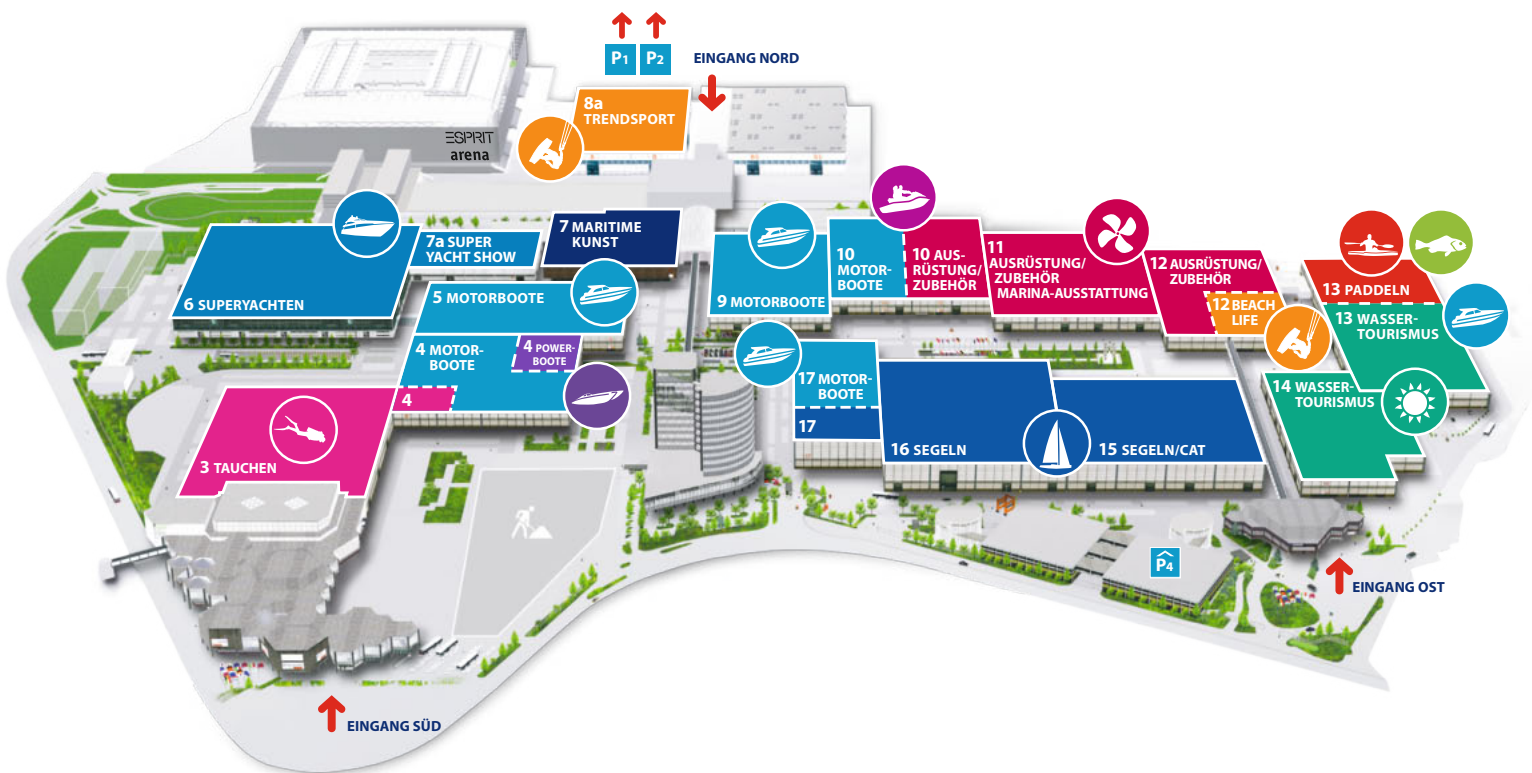 P1
P2
EINGANG NORD
8a
TRENDSPORT
ESPRIT
arena
7 MARITIME
KUNST
7a SUPER
YACHT SHOW
6 SUPERYACHTEN
5 MOTORBOOTE
4 MOTOR-
BOOTE
4 POWER-
BOOTE
4
3 TAUCHEN
9 MOTORBOOTE
10
MOTOR-
BOOTE
10 AUS-
RÜSTUNG/
ZUBEHÖR
11
AUSRÜSTUNG/
ZUBEHÖR
MARINA-AUSSTATTUNG
12 AUSRÜSTUNG/
ZUBEHÖR
12 BEACH
LIFE
13 PADDELN
13 WASSER-
TOURISMUS
14 WASSER-
TOURISMUS
17 MOTOR-
BOOTE
17
16 SEGELN
15 SEGELN/CAT
P4
EINGANG OST
EINGANG SÜD